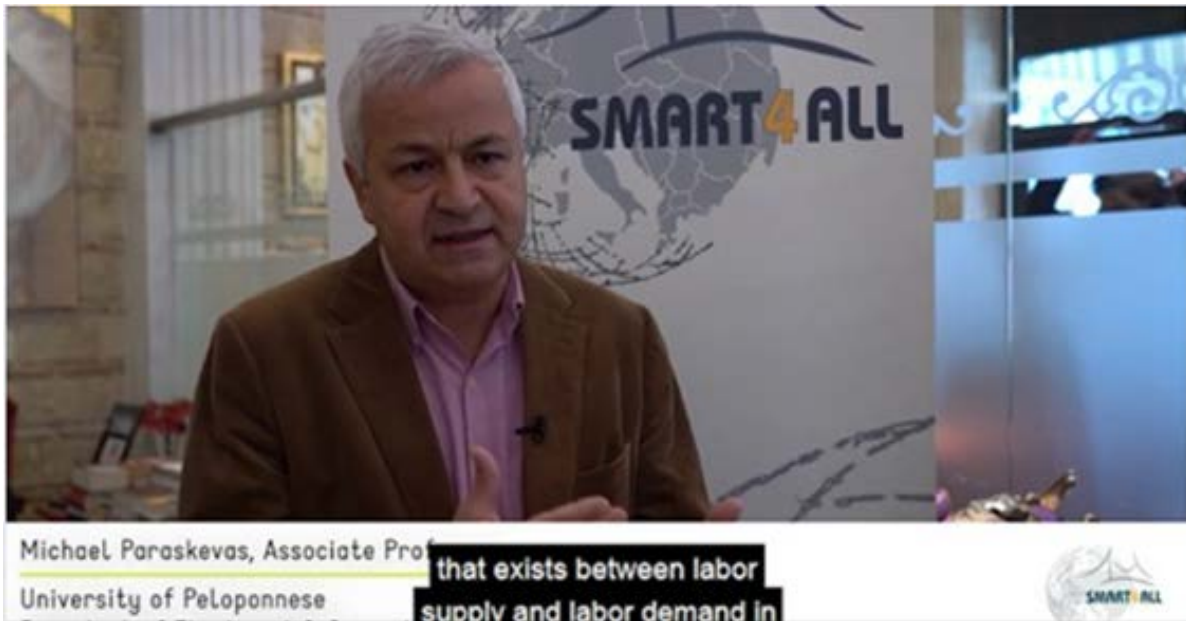 SMART4ALL
Michael Paraskevas, Associate Prof
that exists between labor
University of Peloponnese
supply and labor demand in
SMART4ALL